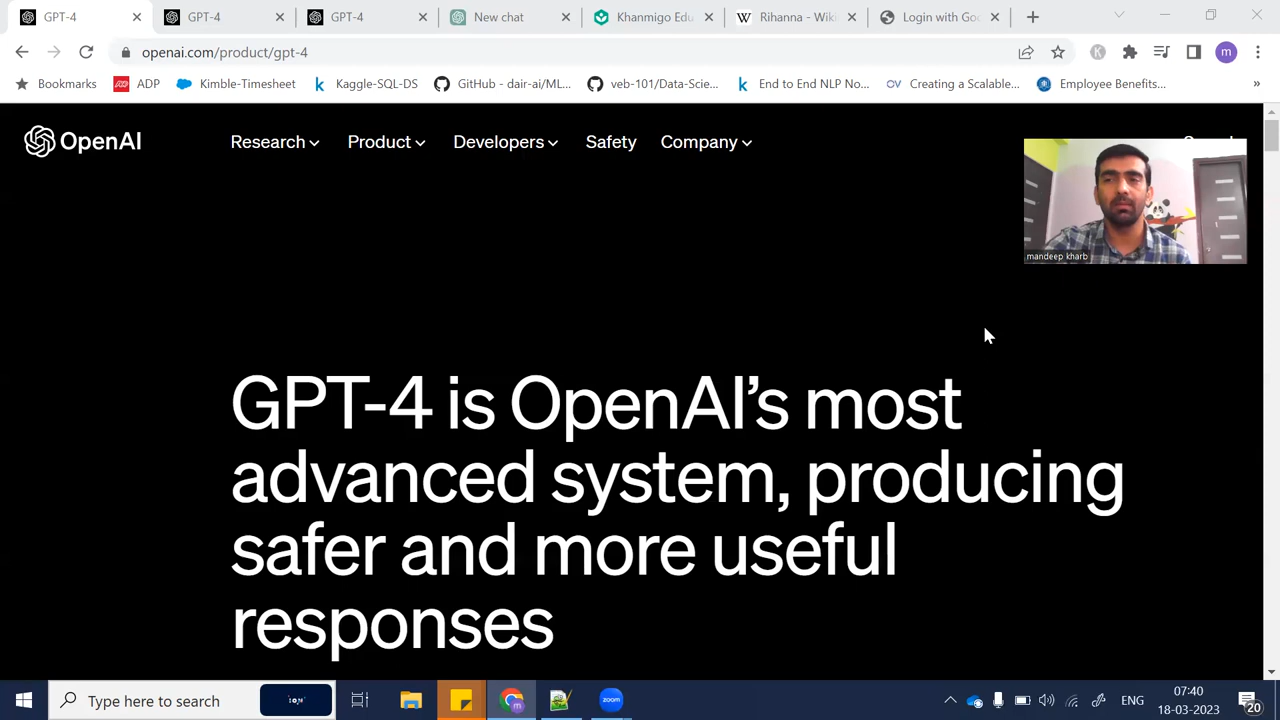 GPT-4
GPT-4
GPT-4
New chat
Khanmigo Edu
Rihanna - Wiki
Login with Goo
openai.com/product/gpt-4
m
Bookmarks
ADP
Kimble-Timesheet
Kaggle-SQL-DS
GitHub - dair-ai/ML...
veb-101/Data-Scie...
End to End NLP No...
Creating a Scalable...
Employee Benefits...
OpenAI
Research
Product
Developers
Safety
Company
mandeep kharb
GPT-4 is OpenAI’s most
advanced system, producing
safer and more useful
responses
Type here to search
zoom
ENG
07:40
18-03-2023
20